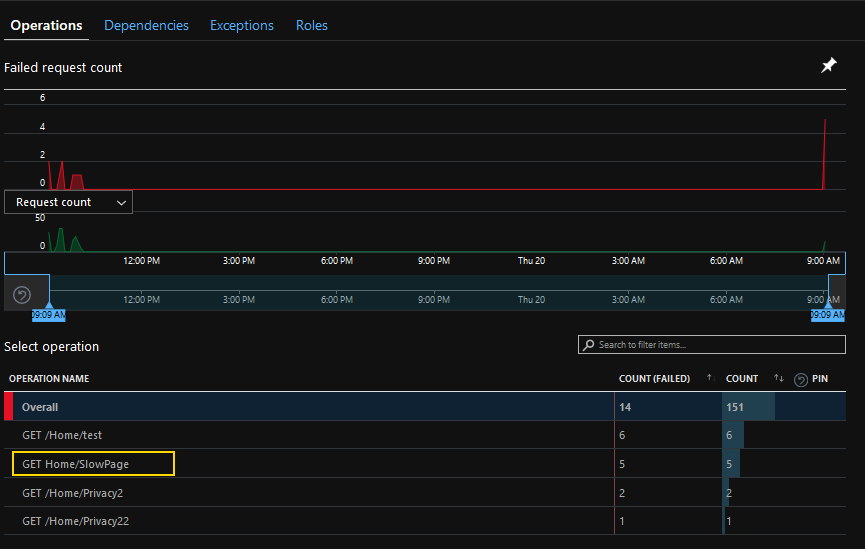 Operations Dependencies Exceptions Roles
Failed request count
6
4
2
0
Request count
50
0
12:00 PM 3:00 PM 6:00 PM 9:00 PM Thu 20 3:00 AM 6:00 AM 9:00 AM
12:00 PM 3:00 PM 6:00 PM 9:00 PM Thu 20 3:00 AM 6:00 AM 9:00 AM
09:09 AM 09:09 AM
Select operation Search to filter items...
OPERATION NAME COUNT (FAILED) COUNT PIN
Overall 14 151
GET /Home/test 6 6
GET Home/SlowPage 5 5
GET /Home/Privacy2 2 2
GET /Home/Privacy22 1 1